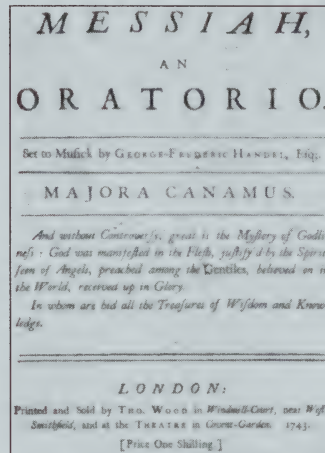 MESSIAH,
AN
ORATORIO.
Set to Musick by GEORGE-FREDERIC HANDEL, Esq;
MAJORA CANAMUS.
And without Controversy, great is the Mystery of Godli-
ness: God was manifested in the Flesh, justify'd by the Spirit
seen of Angels, preached among the Gentiles, believed on in
the World, received up in Glory.
In whom are hid all the Treasures of Wisdom and Know-
ledge.
LONDON:
Printed and Sold by THO. WOOD in Windmill-Court, near West
Smithfield, and at the THEATRE in Covent-Garden. 1743.
[Price One Shilling.]